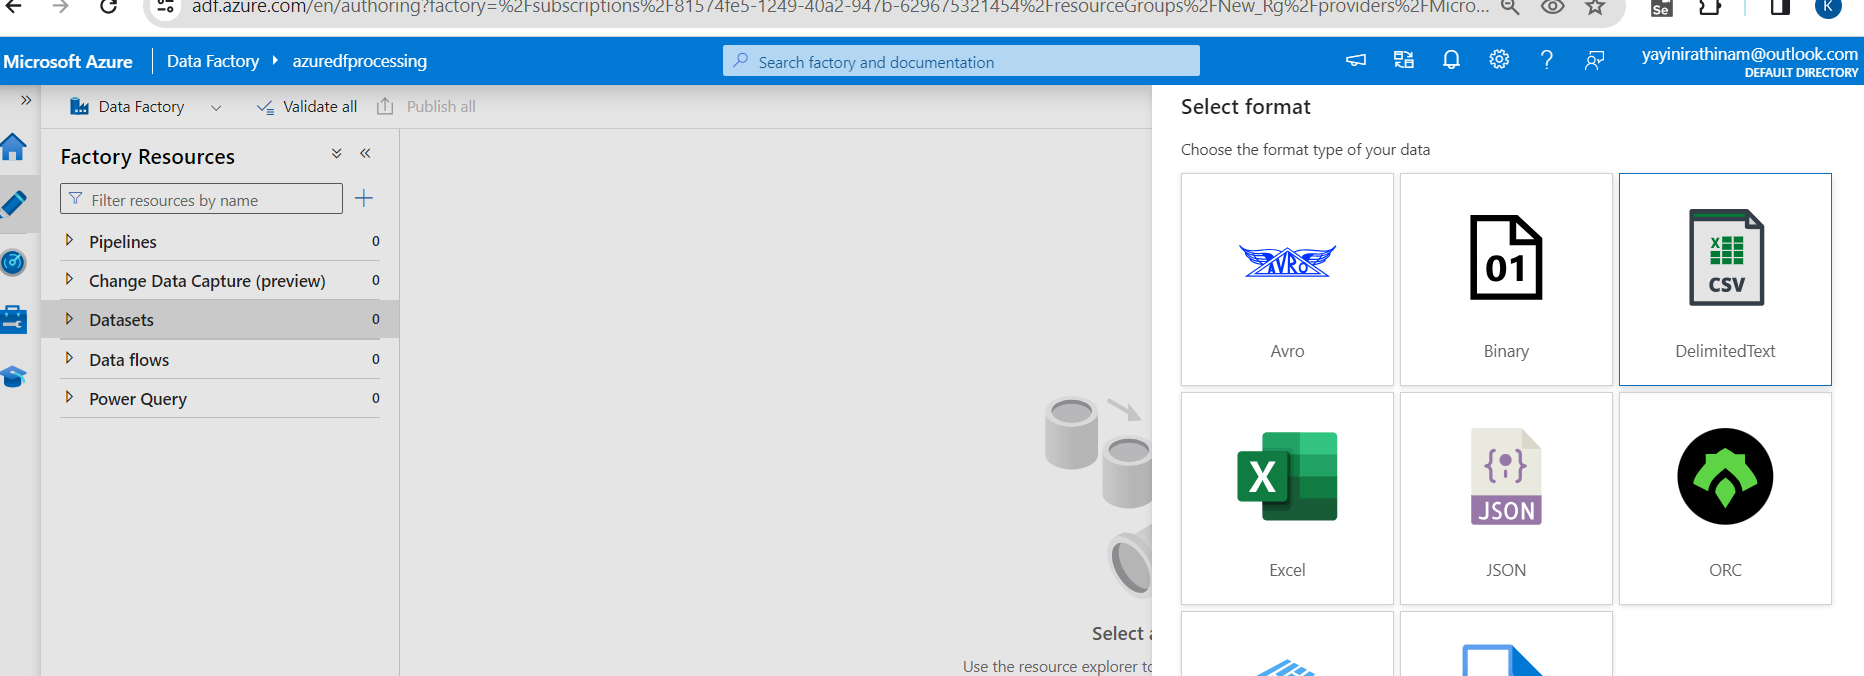 adf.azure.com/en/authoring?factory=%2Fsubscriptions%2F81574fe5-1249-40a2-947b-629675321454%2FresourceGroups%2FNew_Rg%2Fproviders%2FMicro...
Se
K
Microsoft Azure
Data Factory
azuredfprocessing
Search factory and documentation
yayinirathinam@outlook.com
DEFAULT DIRECTORY
Data Factory
Validate all
Publish all
Factory Resources
Filter resources by name
Pipelines 0
Change Data Capture (preview) 0
Datasets 0
Data flows 0
Power Query 0
Select a
Use the resource explorer to
Select format
Choose the format type of your data
AVRO
01
X
CSV
Avro
Binary
DelimitedText
X
JSON
Excel
JSON
ORC